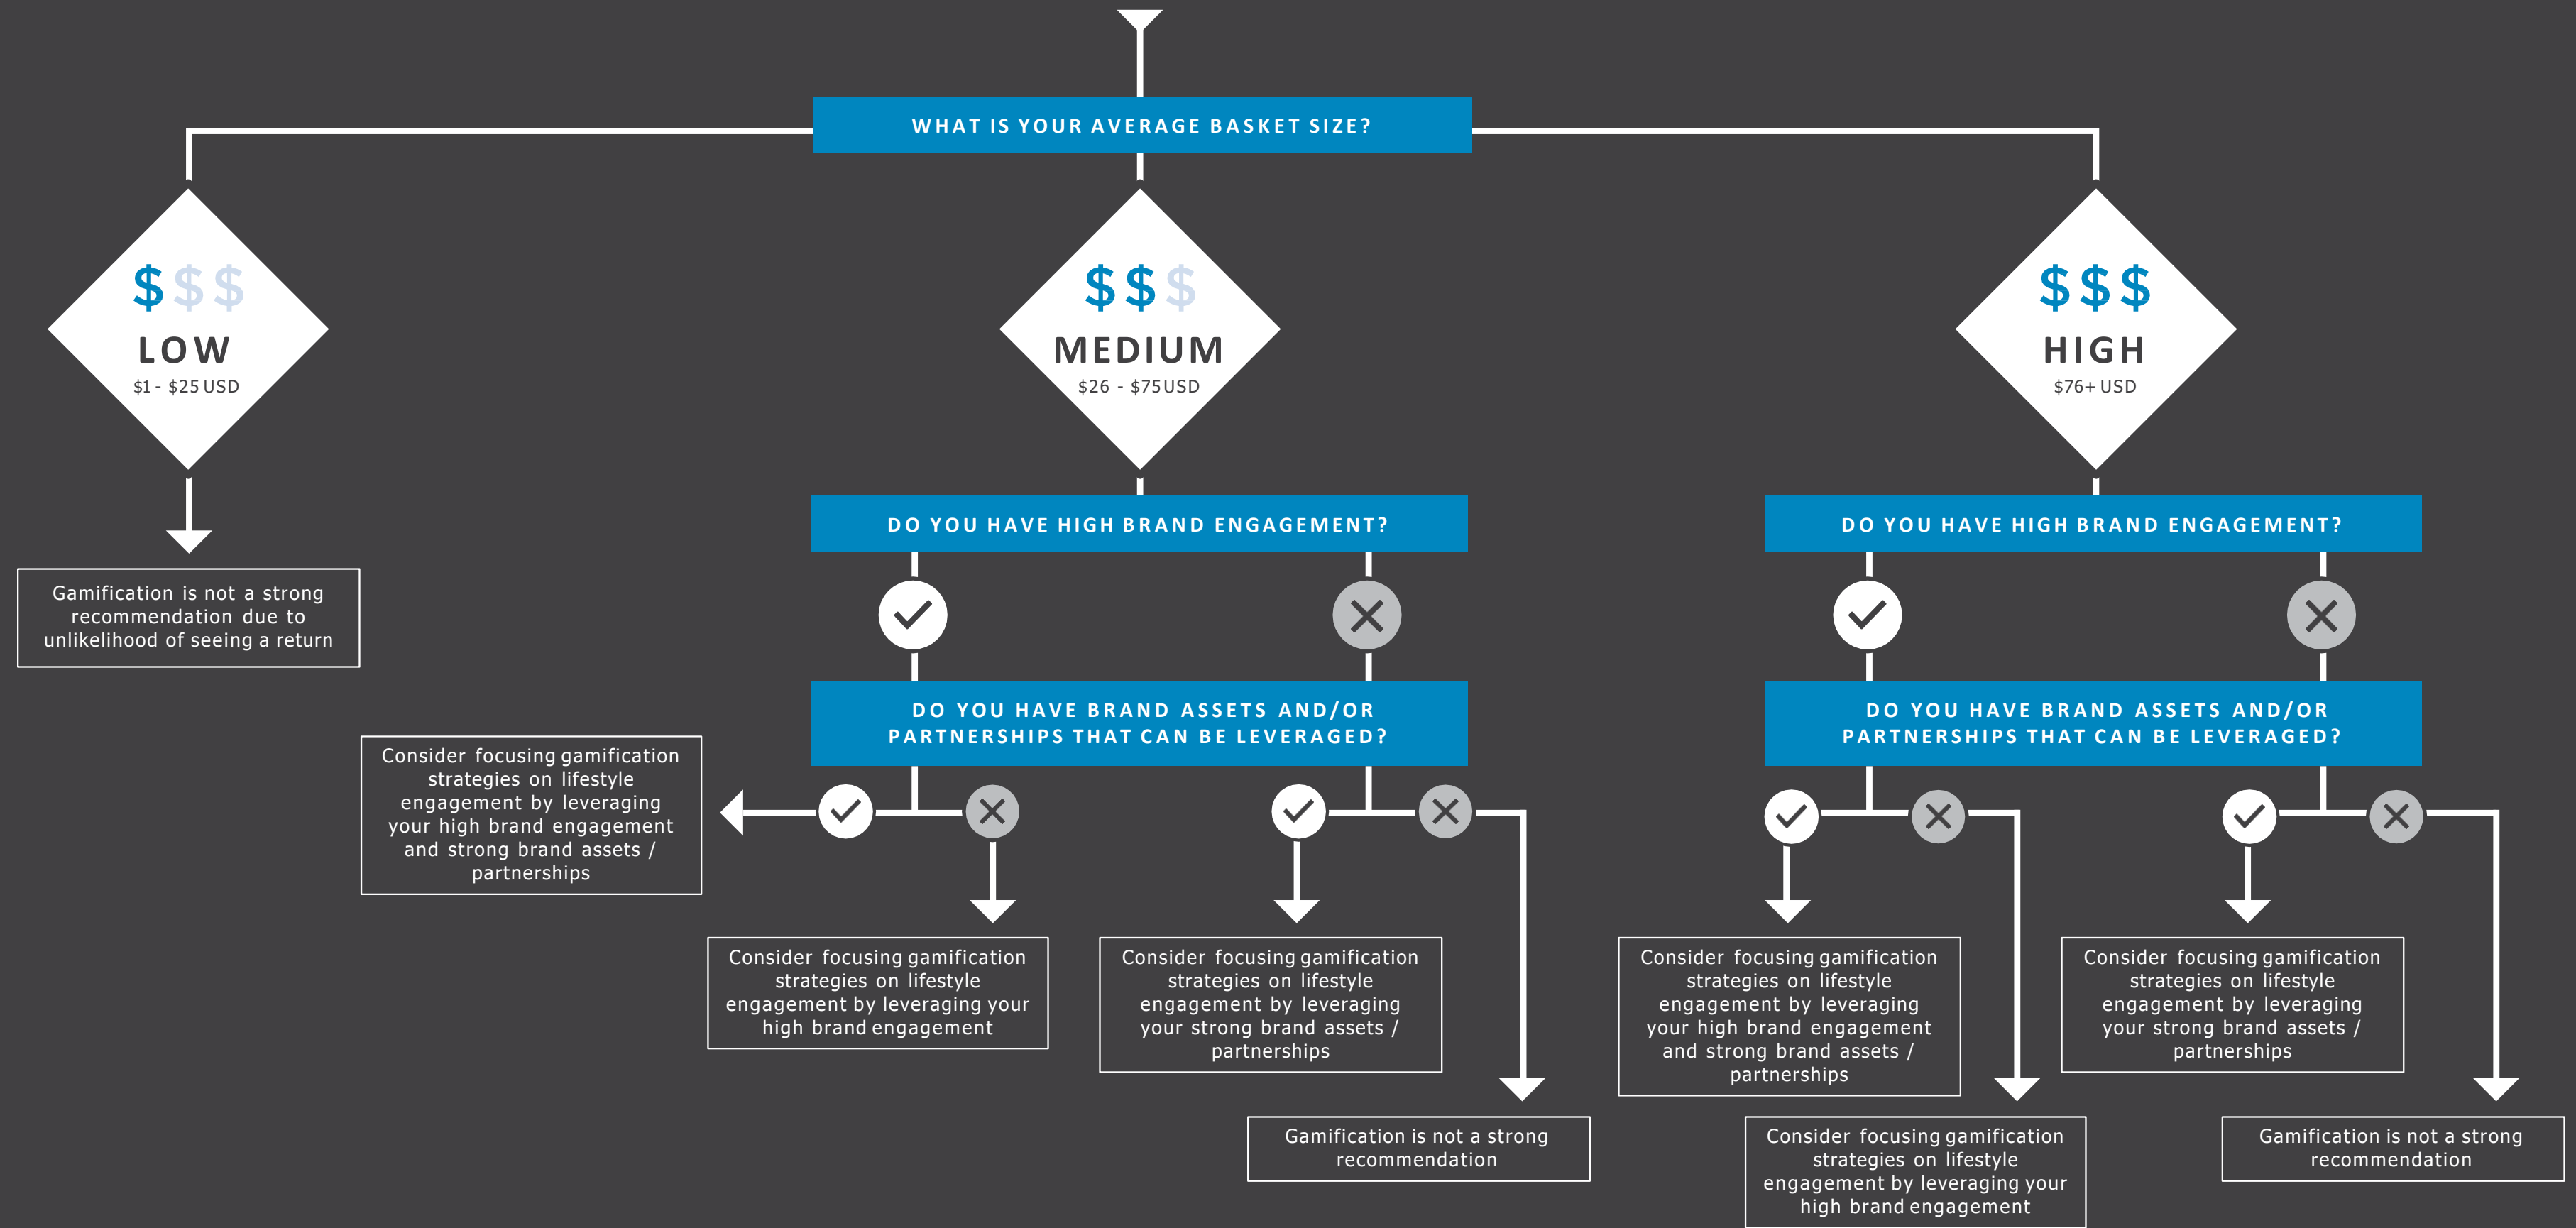 WHAT IS YOUR AVERAGE BASKET SIZE?
$$$
LOW
$1 - $25 USD
$$$
MEDIUM
$26 - $75 USD
$$$
HIGH
$76+ USD
Gamification is not a strong
recommendation due to
unlikelihood of seeing a return
DO YOU HAVE HIGH BRAND ENGAGEMENT?
DO YOU HAVE BRAND ASSETS AND/OR
PARTNERSHIPS THAT CAN BE LEVERAGED?
Consider focusing gamification
strategies on lifestyle
engagement by leveraging
your high brand engagement
and strong brand assets /
partnerships
Consider focusing gamification
strategies on lifestyle
engagement by leveraging your
high brand engagement
Consider focusing gamification
strategies on lifestyle
engagement by leveraging
your strong brand assets /
partnerships
Gamification is not a strong
recommendation
DO YOU HAVE HIGH BRAND ENGAGEMENT?
DO YOU HAVE BRAND ASSETS AND/OR
PARTNERSHIPS THAT CAN BE LEVERAGED?
Consider focusing gamification
strategies on lifestyle
engagement by leveraging
your high brand engagement
and strong brand assets /
partnerships
Consider focusing gamification
strategies on lifestyle
engagement by leveraging your
high brand engagement
Consider focusing gamification
strategies on lifestyle
engagement by leveraging
your strong brand assets /
partnerships
Gamification is not a strong
recommendation